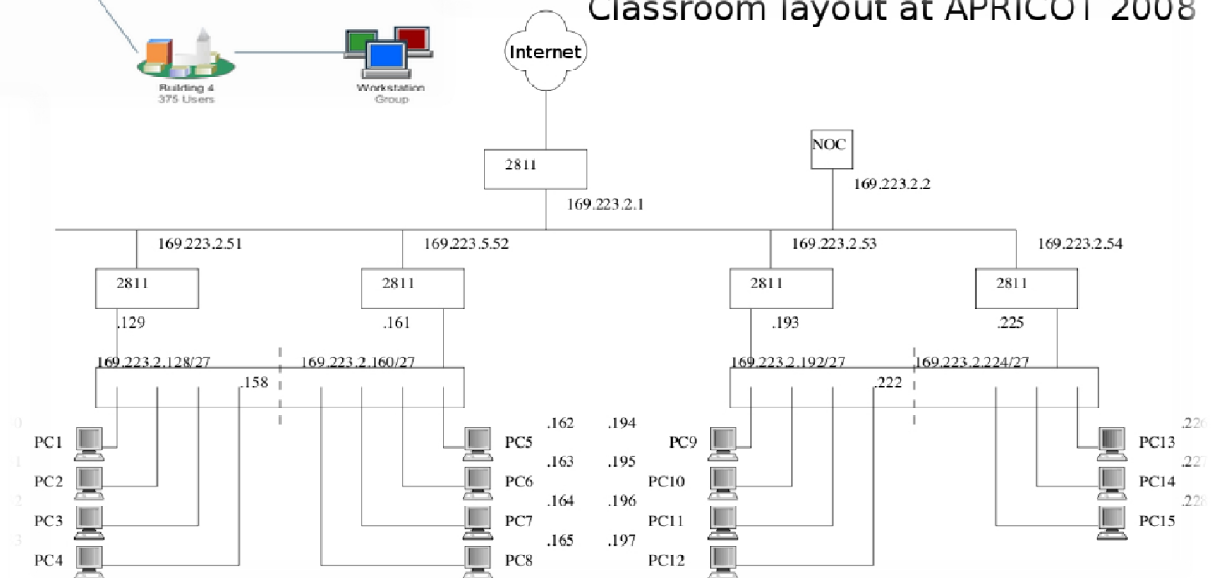 Classroom layout at APRICOT 2008
Internet
Building 4
375 Users
Workstation
Group
2811
NOC
169.223.2.2
169.223.2.1
169.223.2.51
169.223.5.52
169.223.2.53
169.223.2.54
2811
2811
2811
2811
.129
.161
.193
.225
169.223.2.128/27
169.223.2.160/27
169.223.2.192/27
169.223.2.224/27
.158
.222
.162
.194
PC1
PC5
PC9
PC13
.163
.195
PC2
PC6
PC10
PC14
.164
.196
PC3
PC7
PC11
PC15
.165
.197
PC4
PC8
PC12